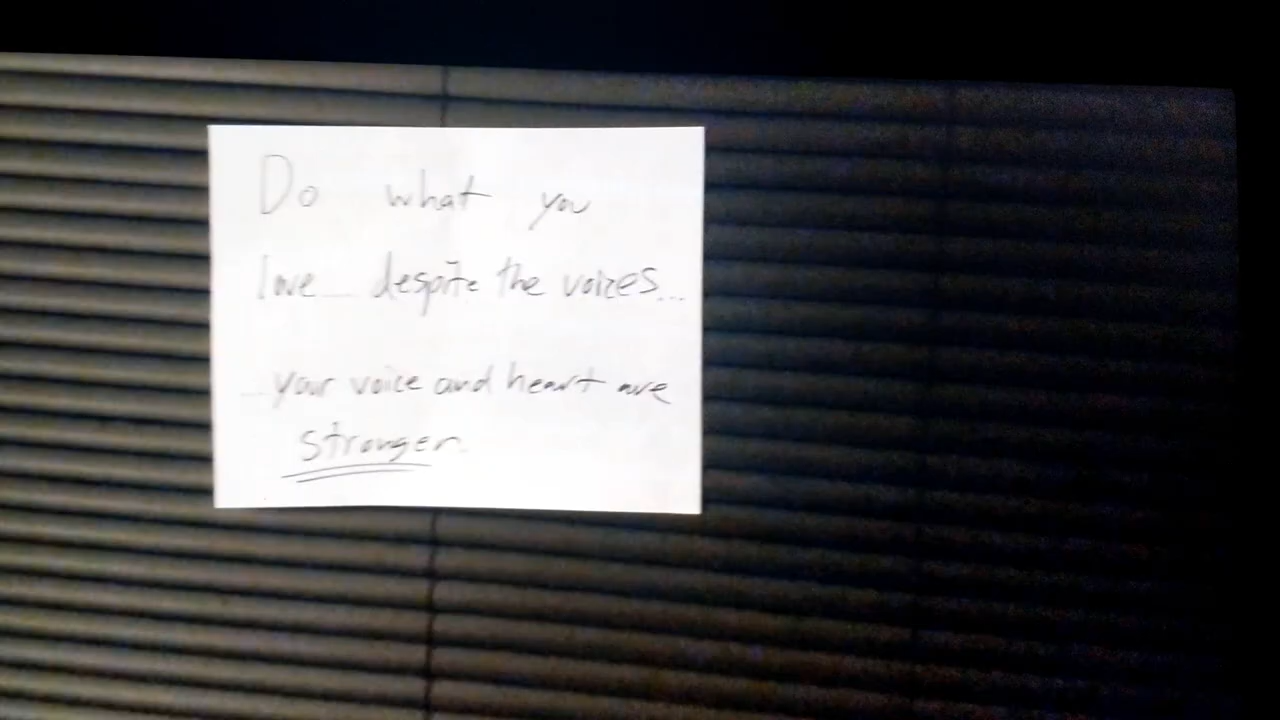 Do what you
love... despite the voices...
...your voice and heart are
stronger.